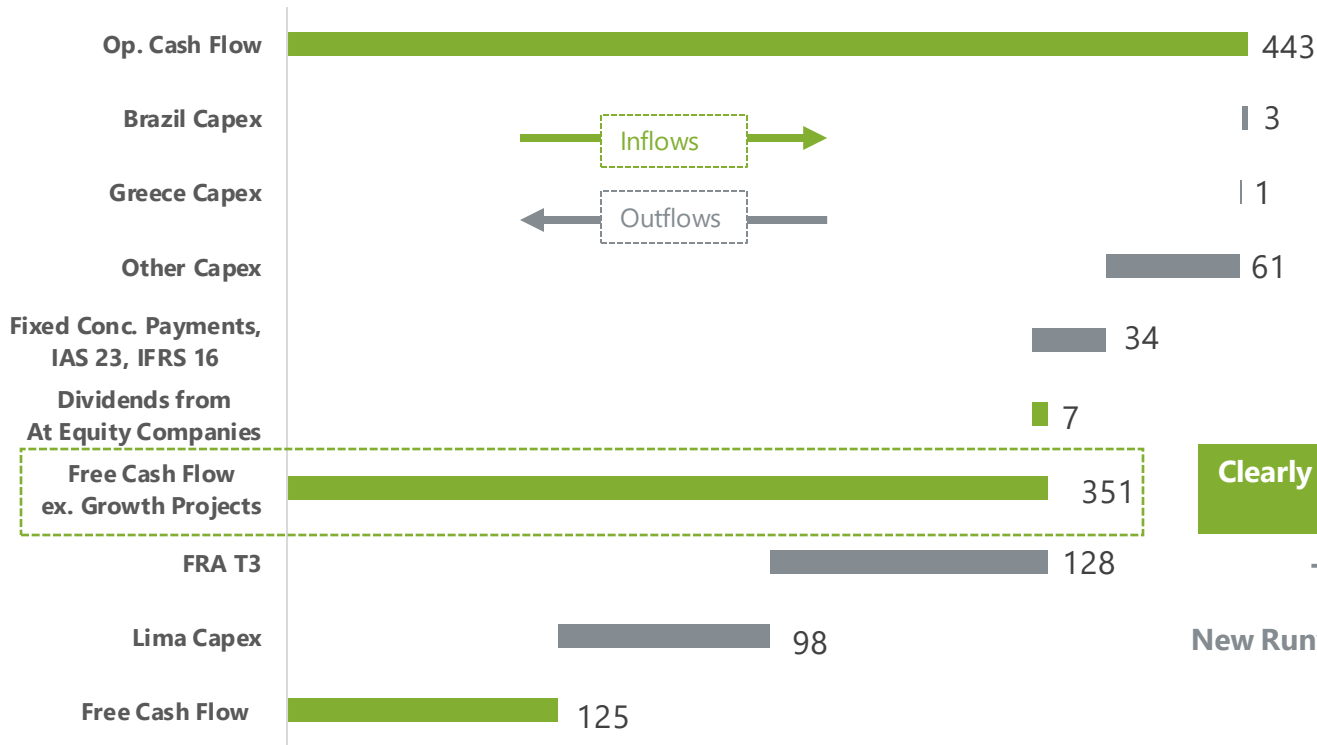 Op. Cash Flow
443
Brazil Capex
3
Inflows
Greece Capex
1
Outflows
Other Capex
61
Fixed Conc. Payments,
IAS 23, IFRS 16
34
Dividends from
At Equity Companies
7
Free Cash Flow
ex. Growth Projects
351
Clearly
FRA T3
128
Lima Capex
98
New Run
Free Cash Flow
125